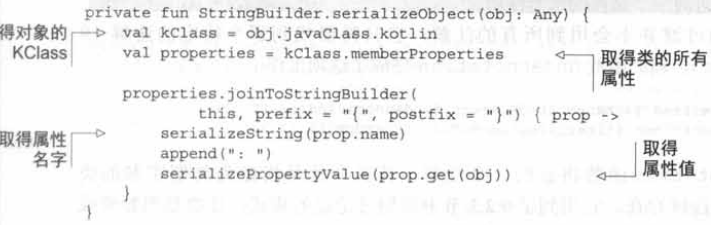 private fun StringBuilder.serializeObject(obj: Any) {
得对象的
KClass
val kClass = obj.javaClass.kotlin
val properties = kClass.memberProperties
取得类的所有
属性
properties.joinToStringBuilder(
this, prefix = "{", postfix = "}") { prop ->
取得属性
名字
serializeString(prop.name)
append(": ")
serializePropertyValue(prop.get(obj))
取得
属性值
}
}